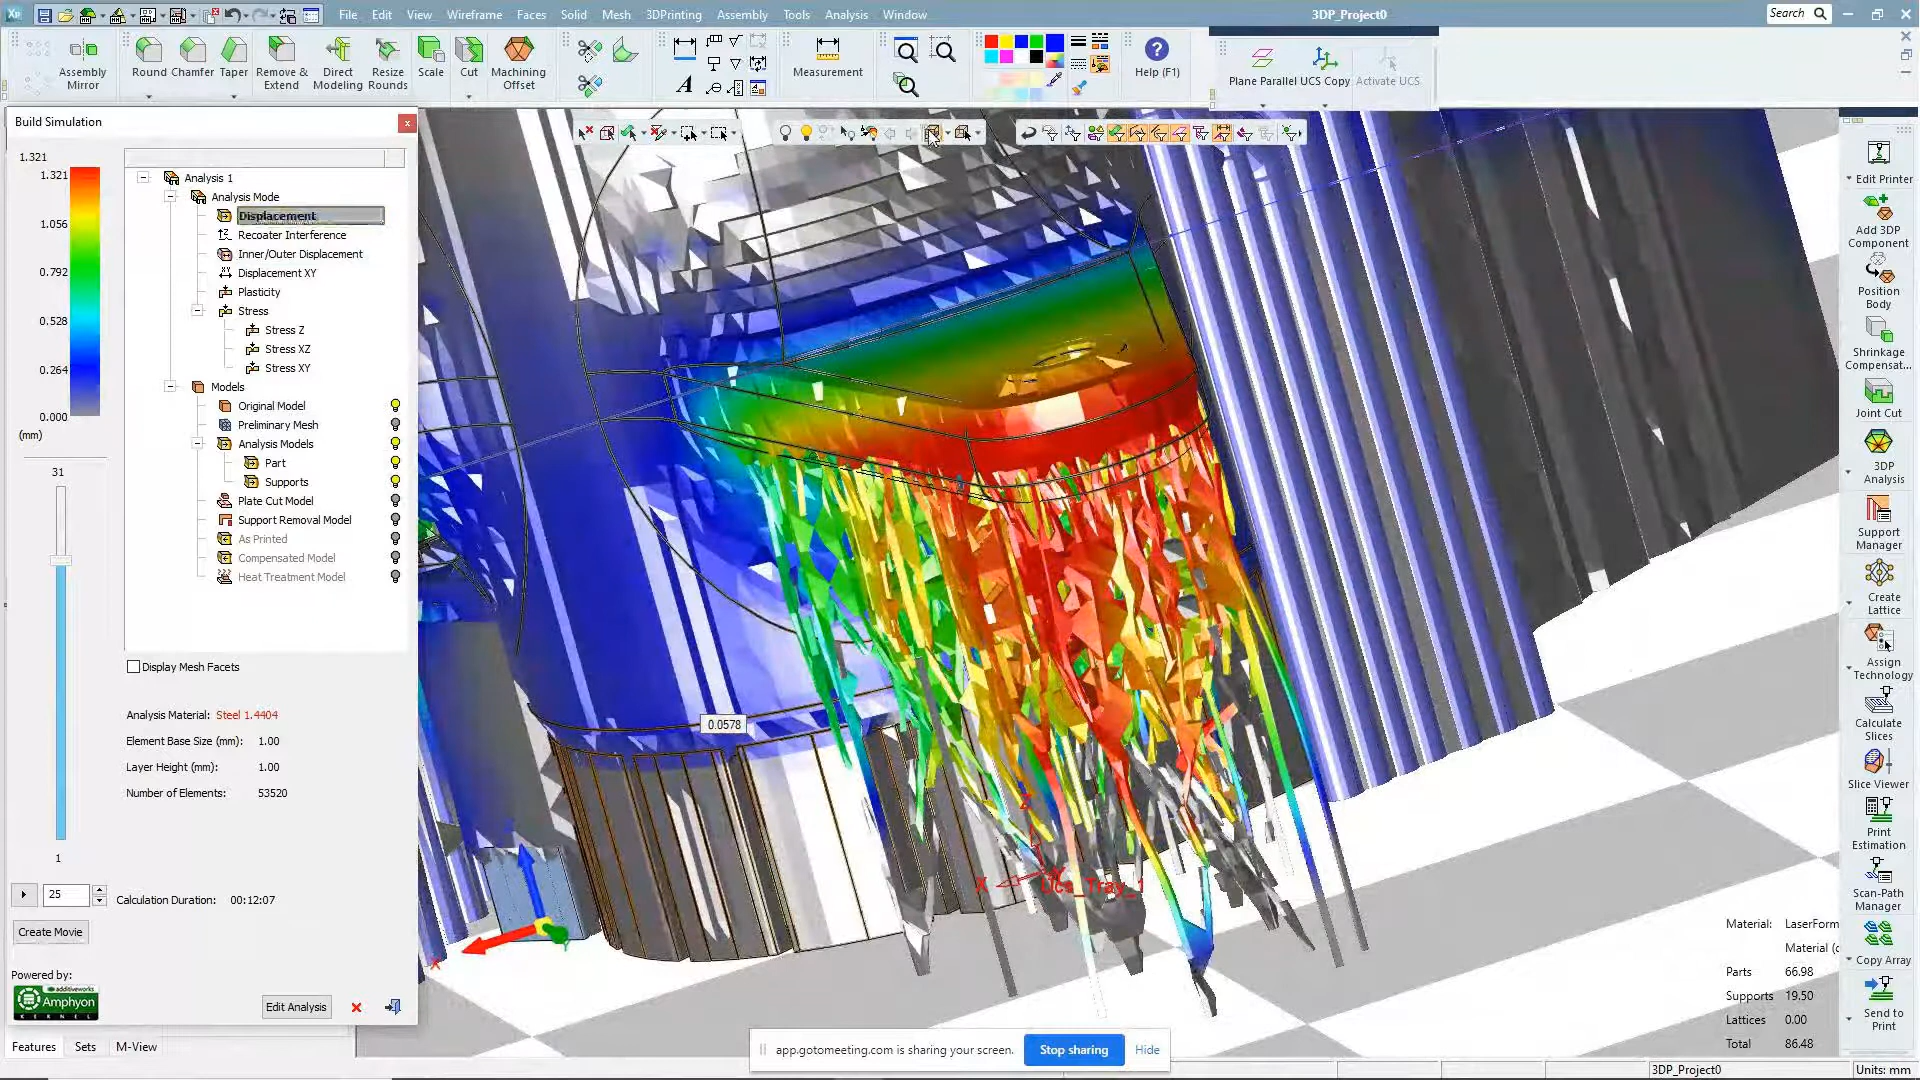 File Edit View Wireframe Faces Solid Mesh 3DPrinting Assembly Tools Analysis Window
3DP_Project0
Search
Assembly Mirror
Round
Chamfer
Taper
Remove & Extend
Direct Modeling
Resize Rounds
Scale
Cut
Machining Offset
Measurement
Help (F1)
Plane Parallel
UCS Copy
Activate UCS
Build Simulation
1.321
1.321
1.056
0.792
0.528
0.264
0.000
(mm)
31
1
Analysis 1
Analysis Mode
Displacement
Recoater Interference
Inner/Outer Displacement
Displacement XY
Plasticity
Stress
Stress Z
Stress XZ
Stress XY
Models
Original Model
Preliminary Mesh
Analysis Models
Part
Supports
Plate Cut Model
Support Removal Model
As Printed
Compensated Model
Heat Treatment Model
Display Mesh Facets
Analysis Material: Steel 1.4404
Element Base Size (mm): 1.00
Layer Height (mm): 1.00
Number of Elements: 53520
25
Calculation Duration: 00:12:07
Create Movie
Powered by:
additiveworks
Amphyon
KERNEL
Edit Analysis
Features Sets M-View
0.0578
X
Ucs_Tray_1
X
Edit Printer
Add 3DP Component
Position Body
Shrinkage Compensat...
Joint Cut
3DP Analysis
Support Manager
Create Lattice
Assign Technology
Calculate Slices
Slice Viewer
Print Estimation
Scan-Path Manager
Copy Array
Send to Print
Material: LaserForm
Material (c
Parts 66.98
Supports 19.50
Lattices 0.00
Total 86.48
app.gotomeeting.com is sharing your screen. Stop sharing Hide
3DP_Project0
Units: mm